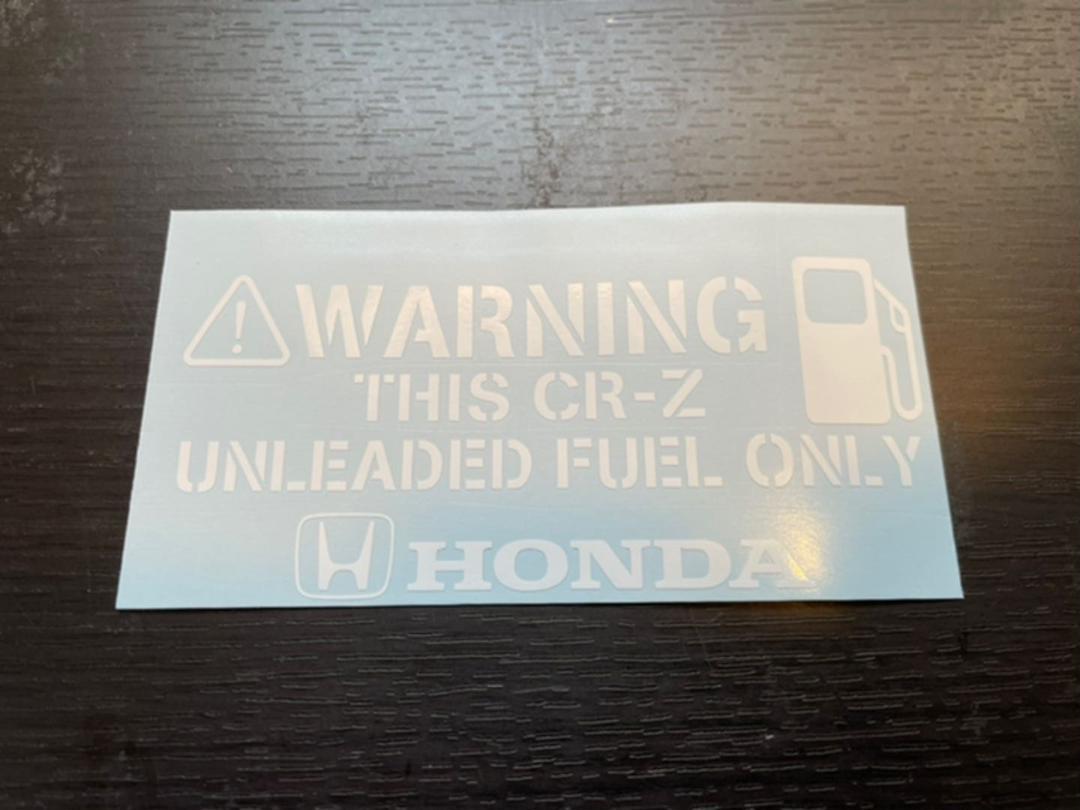 WARNING
THIS CR-Z
UNLEADED FUEL ONLY
HONDA